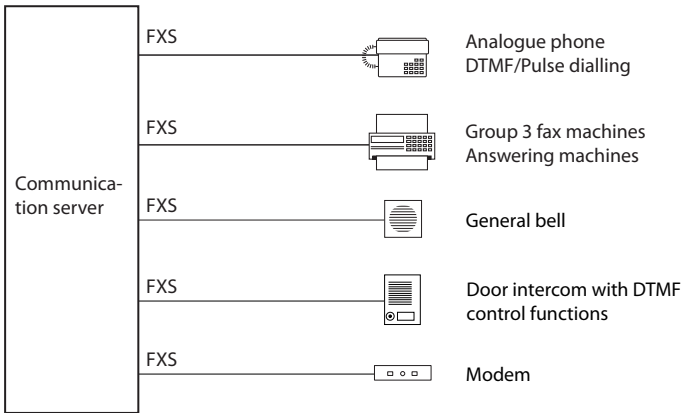 FXS
Analogue phone
DTMF/Pulse dialling
FXS
Group 3 fax machines
Answering machines
Communica-
tion server
FXS
General bell
FXS
Door intercom with DTMF
control functions
FXS
Modem